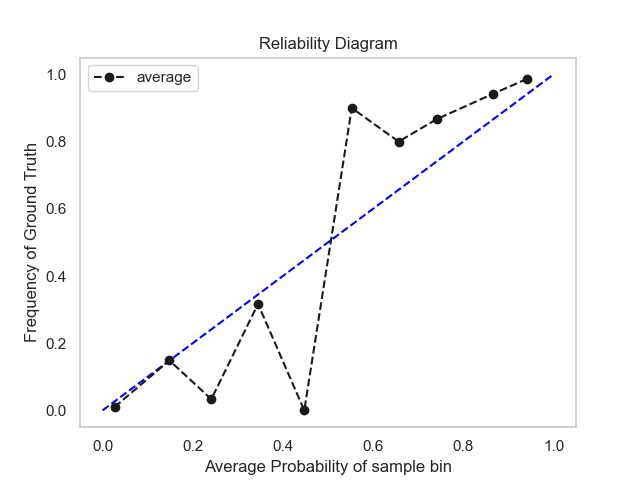 Reliability Diagram
average
Frequency of Ground Truth
1.0
0.8
0.6
0.4
0.2
0.0
0.0 0.2 0.4 0.6 0.8 1.0
Average Probability of sample bin